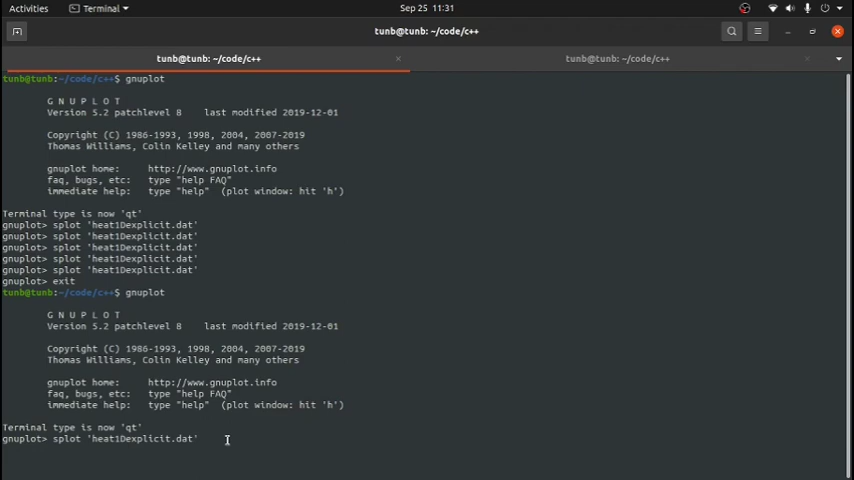 Activities
Terminal
Sep 25 11:31
tunb@tunb: ~/code/c++
tunb@tunb: ~/code/c++
tunb@tunb: ~/code/c++
tunb@tunb:~/code/c++$ gnuplot
G N U P L O T
Version 5.2 patchlevel 8 last modified 2019-12-01
Copyright (C) 1986-1993, 1998, 2004, 2007-2019
Thomas Williams, Colin Kelley and many others
gnuplot home: http://www.gnuplot.info
faq, bugs, etc: type "help FAQ"
immediate help: type "help" (plot window: hit 'h')
Terminal type is now 'qt'
gnuplot> splot 'heat1Dexplicit.dat'
gnuplot> splot 'heat1Dexplicit.dat'
gnuplot> splot 'heat1Dexplicit.dat'
gnuplot> splot 'heat1Dexplicit.dat'
gnuplot> splot 'heat1Dexplicit.dat'
gnuplot> exit
tunb@tunb:~/code/c++$ gnuplot
G N U P L O T
Version 5.2 patchlevel 8 last modified 2019-12-01
Copyright (C) 1986-1993, 1998, 2004, 2007-2019
Thomas Williams, Colin Kelley and many others
gnuplot home: http://www.gnuplot.info
faq, bugs, etc: type "help FAQ"
immediate help: type "help" (plot window: hit 'h')
Terminal type is now 'qt'
gnuplot> splot 'heat1Dexplicit.dat'